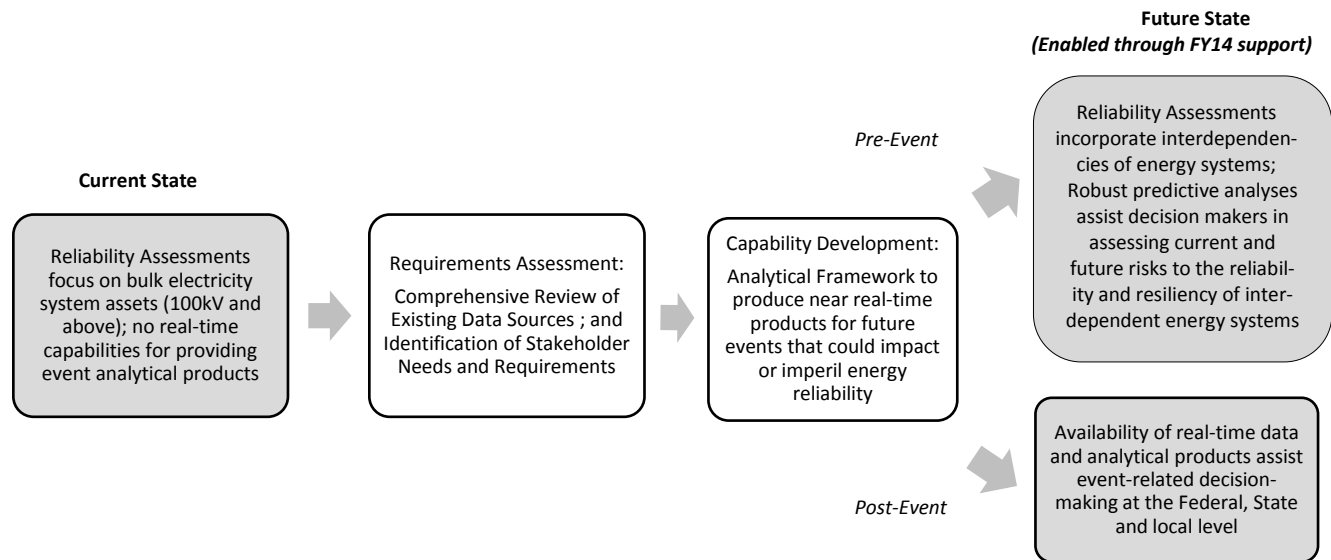 Current State
Reliability Assessments
focus on bulk electricity
system assets (100kV and
above); no real-time
capabilities for providing
event analytical products
Requirements Assessment:
Comprehensive Review of
Existing Data Sources ; and
Identification of Stakeholder
Needs and Requirements
Capability Development:
Analytical Framework to
produce near real-time
products for future
events that could impact
or imperil energy
reliability
Pre-Event
Future State
(Enabled through FY14 support)
Reliability Assessments
incorporate interdependen-
cies of energy systems;
Robust predictive analyses
assist decision makers in
assessing current and
future risks to the reliabil-
ity and resiliency of inter-
dependent energy systems
Post-Event
Availability of real-time data
and analytical products assist
event-related decision-
making at the Federal, State
and local level